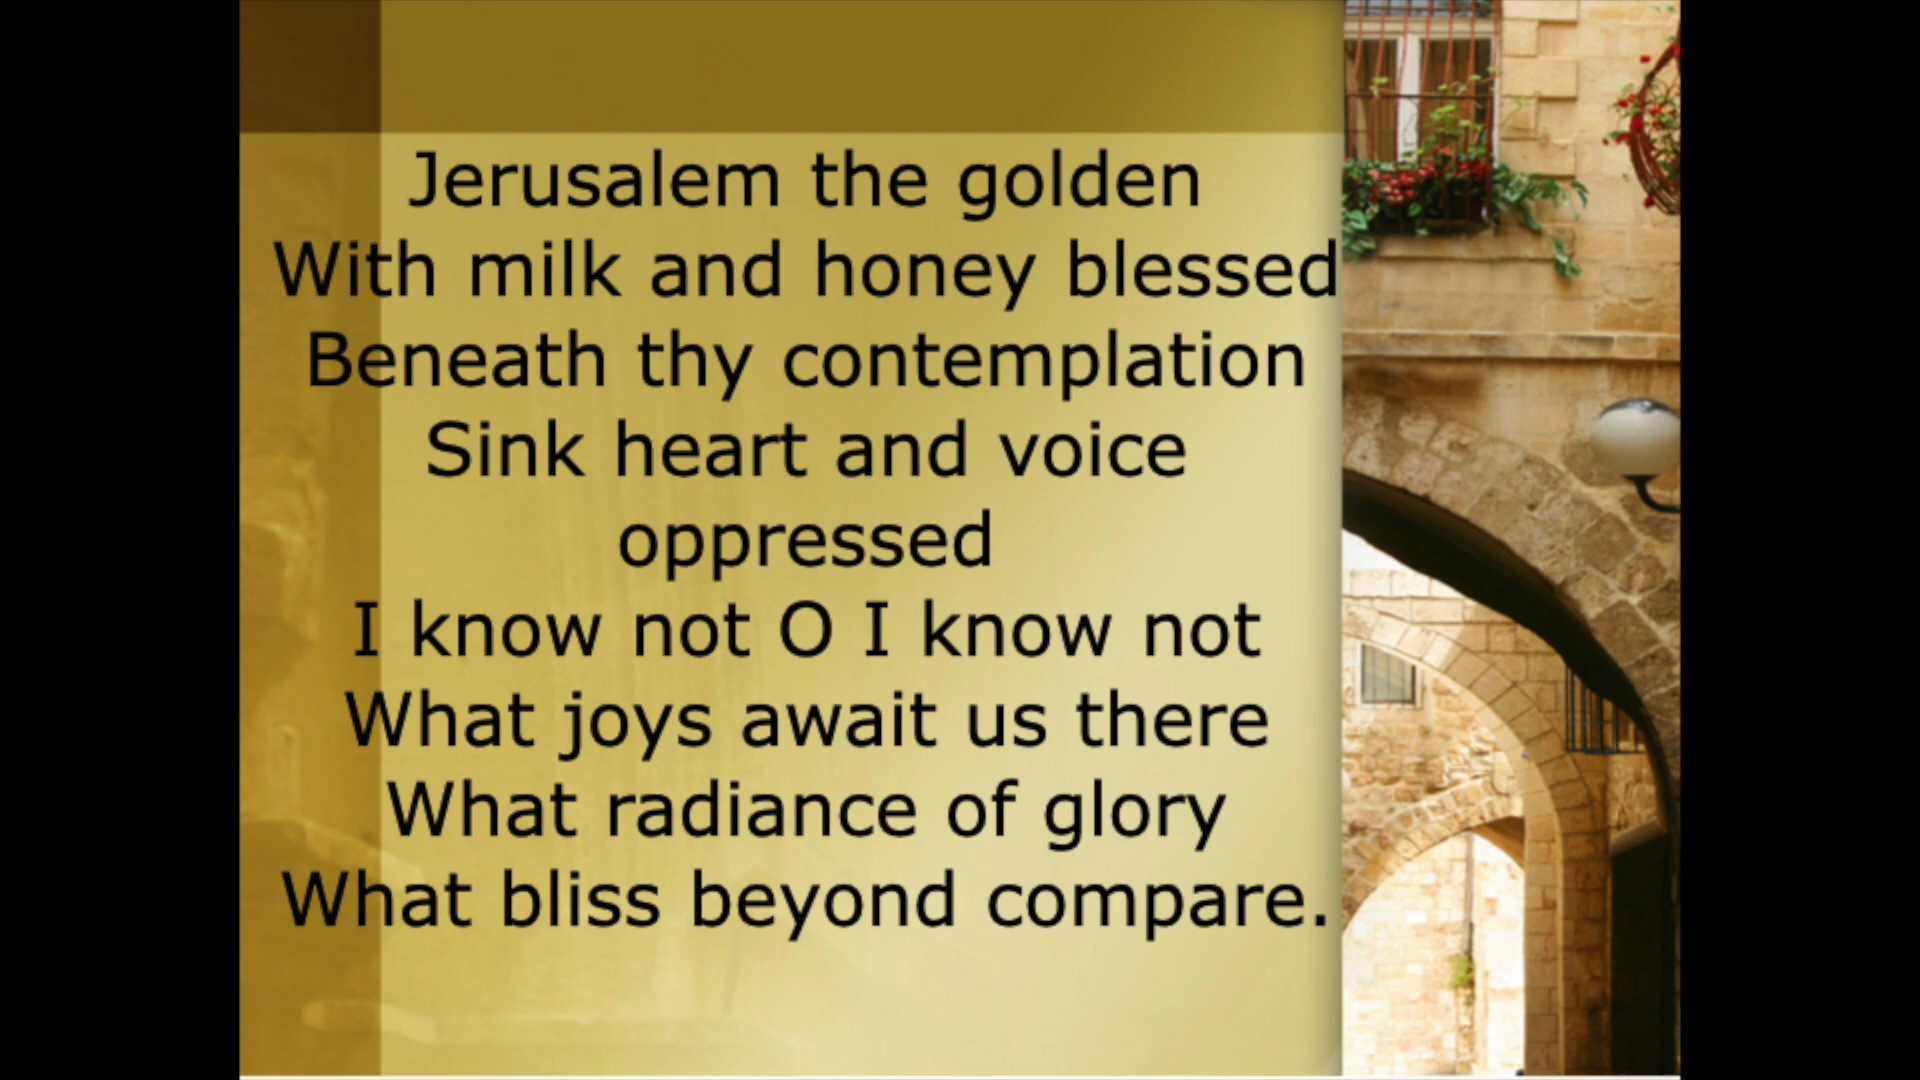 Jerusalem the golden
With milk and honey blessed
Beneath thy contemplation
Sink heart and voice
oppressed
I know not O I know not
What joys await us there
What radiance of glory
What bliss beyond compare.